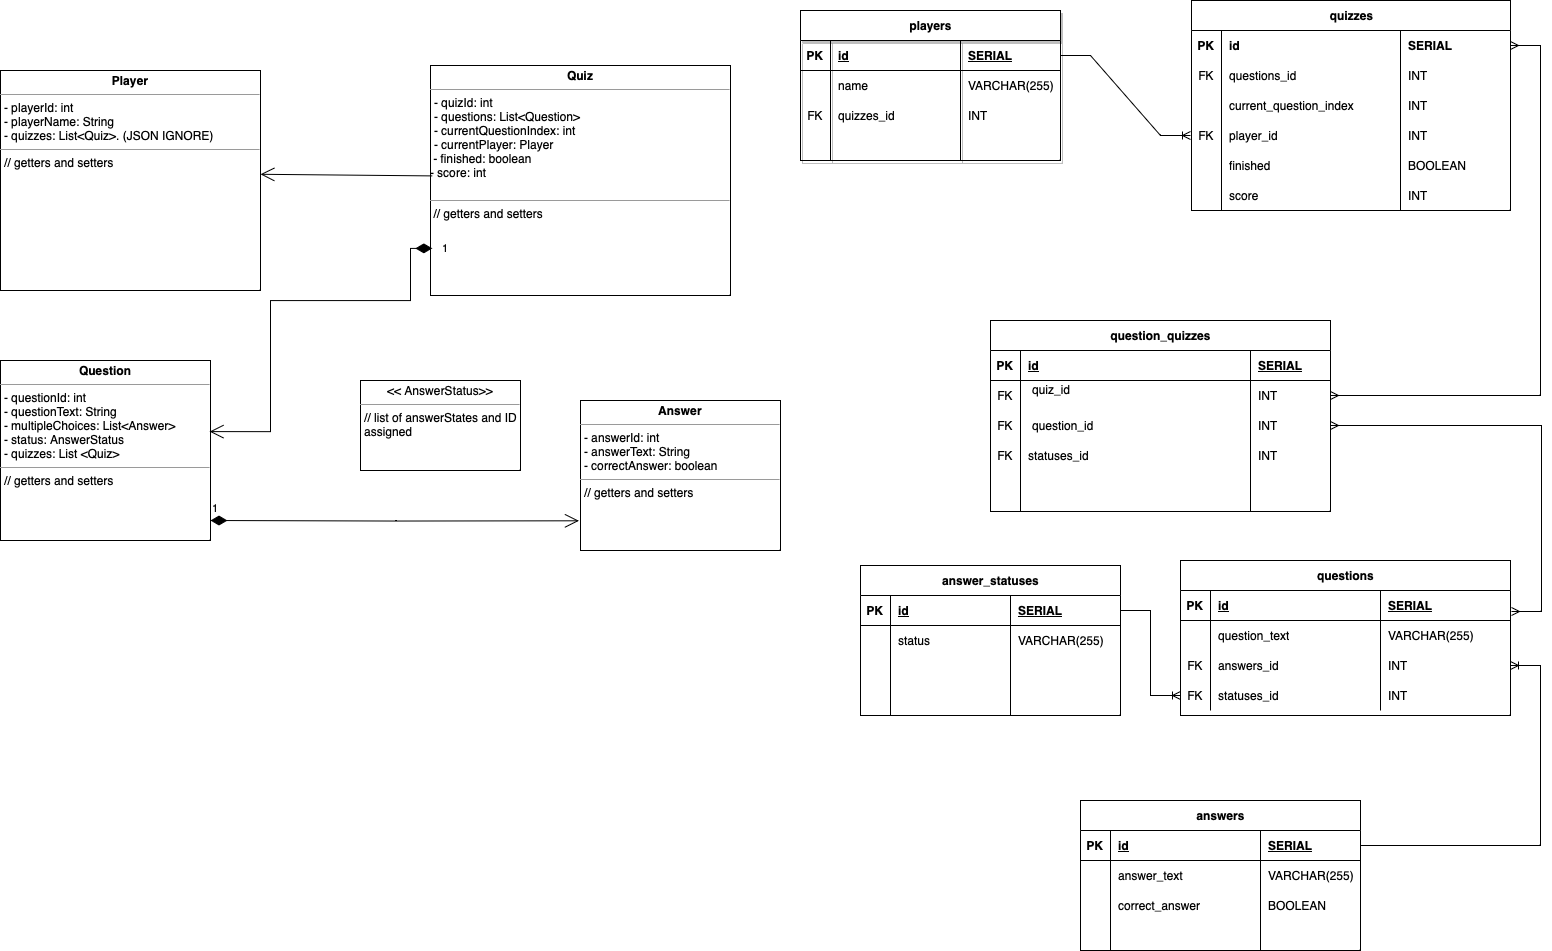 Player
- playerId: int
- playerName: String
- quizzes: List<Quiz>. (JSON IGNORE)
// getters and setters
Quiz
- quizId: int
- questions: List<Question>
- currentQuestionIndex: int
- currentPlayer: Player
- finished: boolean
- score: int
// getters and setters
1
Question
- questionId: int
- questionText: String
- multipleChoices: List<Answer>
- status: AnswerStatus
- quizzes: List <Quiz>
// getters and setters
1
<< AnswerStatus>>
// list of answerStates and ID
assigned
Answer
- answerId: int
- answerText: String
- correctAnswer: boolean
// getters and setters
players
PK id SERIAL
name VARCHAR(255)
FK quizzes_id INT
quizzes
PK id SERIAL
FK questions_id INT
current_question_index INT
FK player_id INT
finished BOOLEAN
score INT
question_quizzes
PK id SERIAL
FK quiz_id INT
FK question_id INT
FK statuses_id INT
answer_statuses
PK id SERIAL
status VARCHAR(255)
questions
PK id SERIAL
question_text VARCHAR(255)
FK answers_id INT
FK statuses_id INT
answers
PK id SERIAL
answer_text VARCHAR(255)
correct_answer BOOLEAN